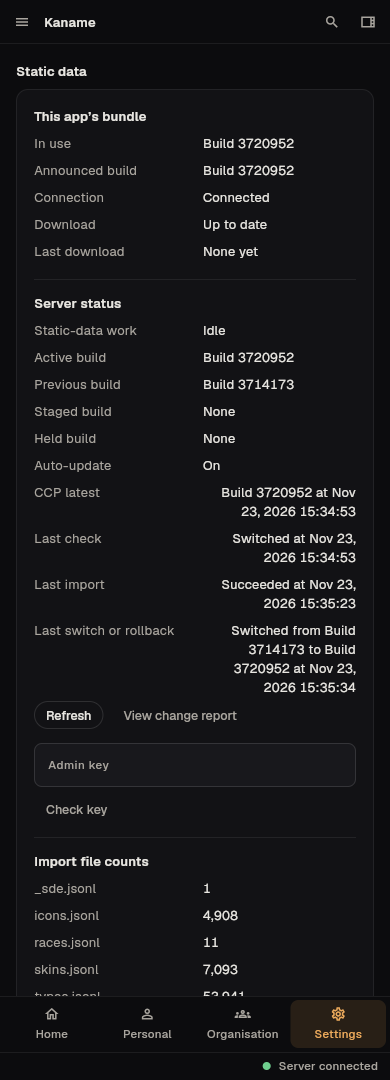 Kaname
Static data
This app's bundle
In use Build 3720952
Announced build Build 3720952
Connection Connected
Download Up to date
Last download None yet
Server status
Static-data work Idle
Active build Build 3720952
Previous build Build 3714173
Staged build None
Held build None
Auto-update On
CCP latest Build 3720952 at Nov
23, 2026 15:34:53
Last check Switched at Nov 23,
2026 15:34:53
Last import Succeeded at Nov 23,
2026 15:35:23
Last switch or rollback Switched from Build
3714173 to Build
3720952 at Nov 23,
2026 15:35:34
Refresh View change report
Admin key
Check key
Import file counts
_sde.jsonl 1
icons.jsonl 4,908
races.jsonl 11
skins.jsonl 7,093
types.jsonl 52,941
Home Personal Organisation Settings
Server connected